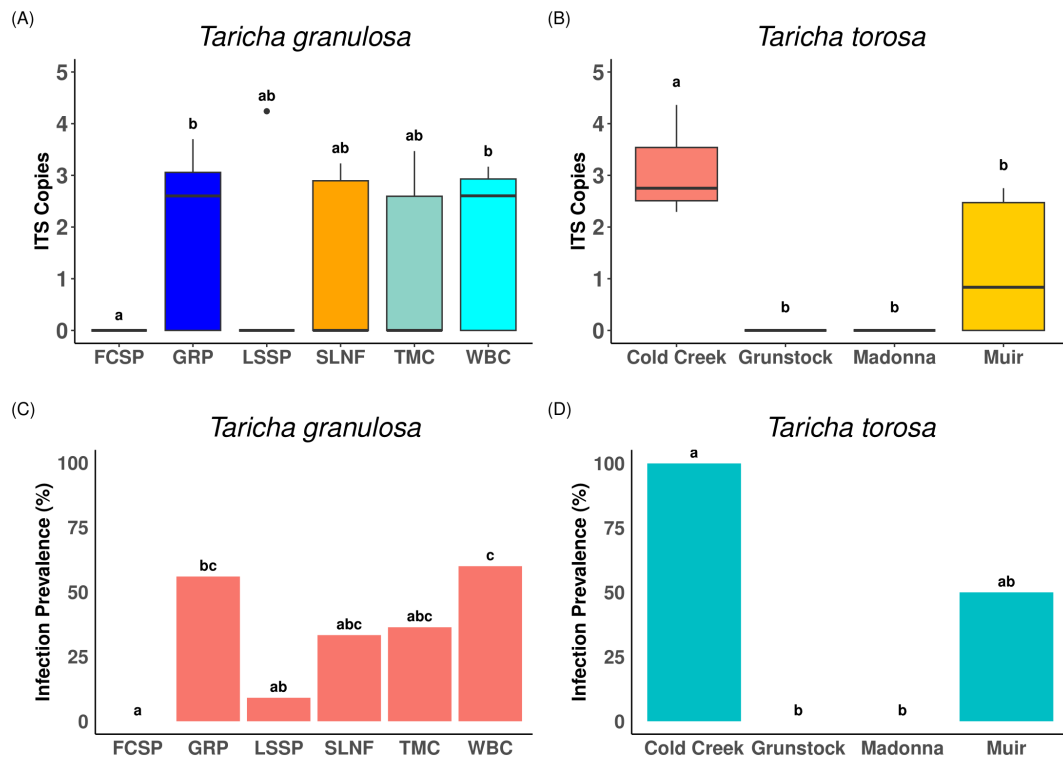 (A)
Taricha granulosa
ITS Copies
5
4
3
2
1
0
a
b
ab
ab
ab
b
FCSP GRP LSSP SLNF TMC WBC
(B)
Taricha torosa
ITS Copies
5
4
3
2
1
0
a
b
b
b
Cold Creek Grunstock Madonna Muir
(C)
Taricha granulosa
Infection Prevalence (%)
100
75
50
25
0
a
bc
ab
abc
abc
c
FCSP GRP LSSP SLNF TMC WBC
(D)
Taricha torosa
Infection Prevalence (%)
100
75
50
25
0
a
b
b
ab
Cold Creek Grunstock Madonna Muir